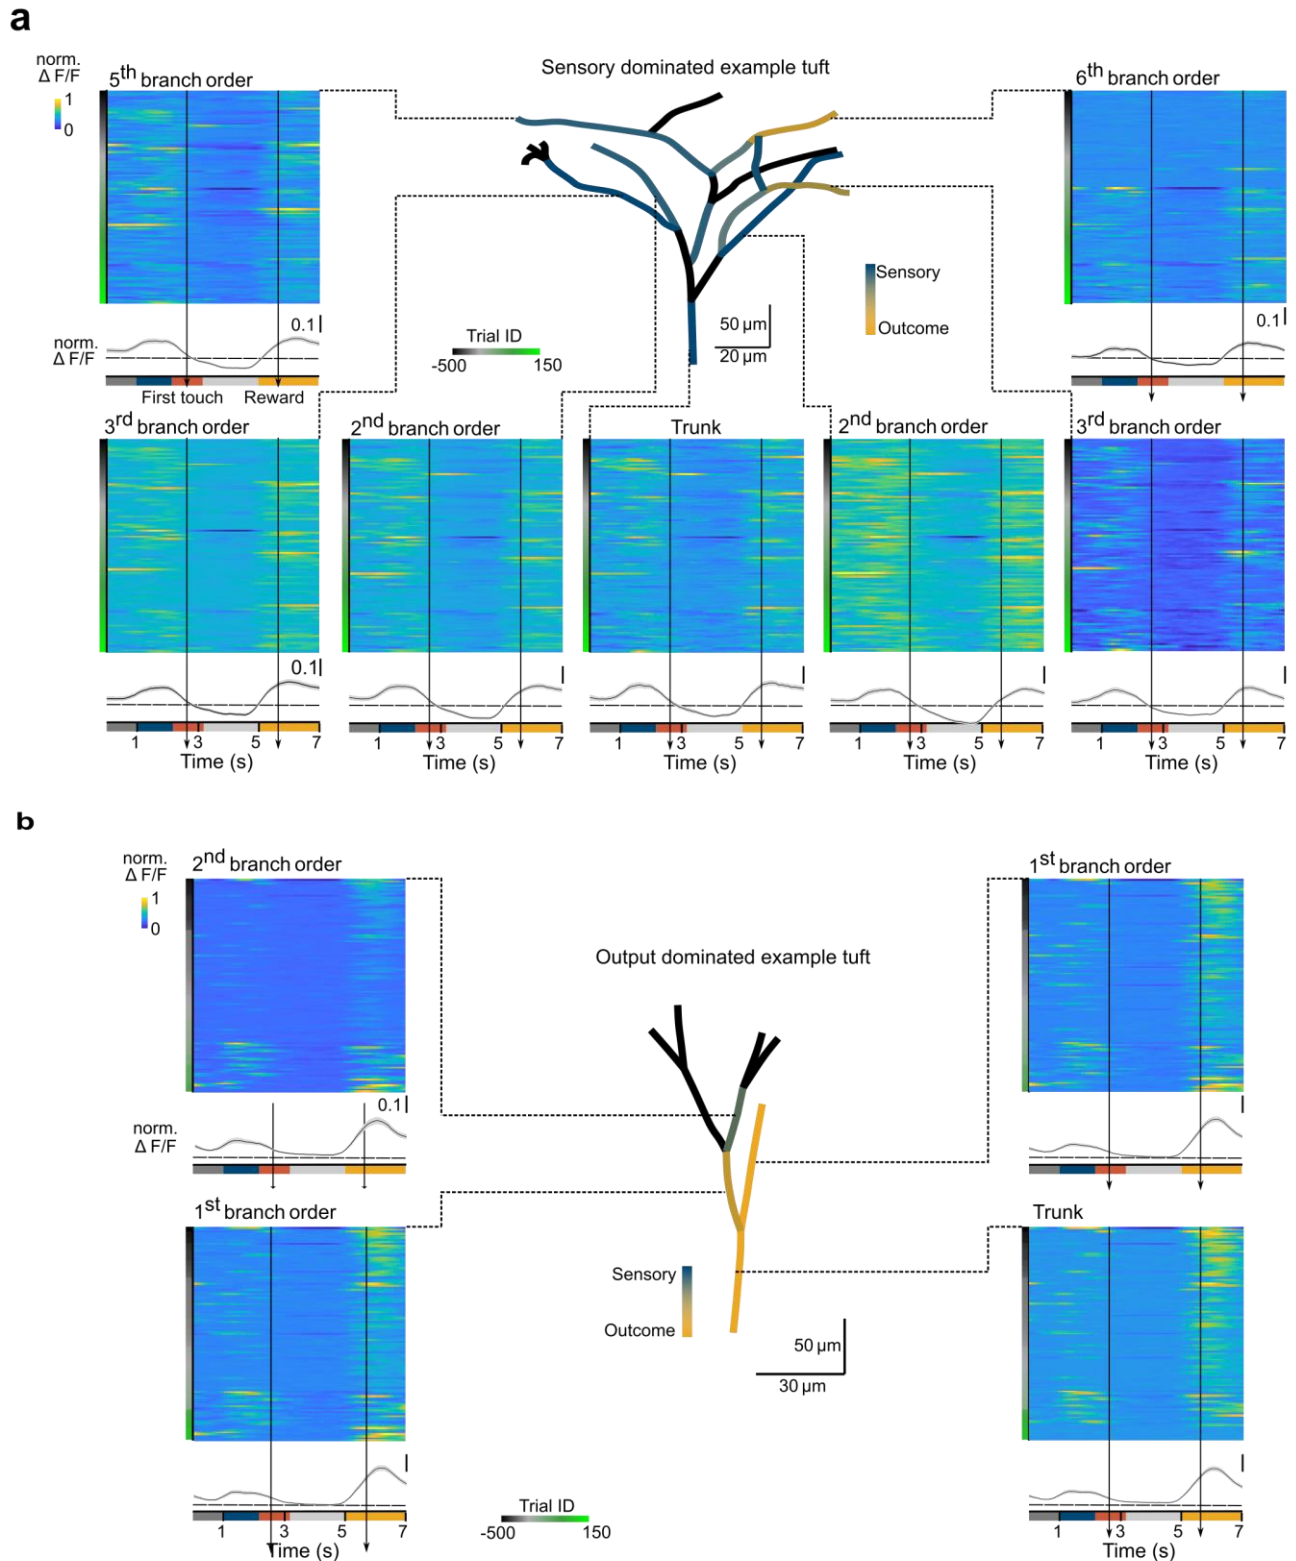 a
norm.
Δ F/F
1
0
5th branch order
Sensory dominated example tuft
6th branch order
Sensory
Outcome
50 µm
20 µm
Trial ID
-500 150
0.1
norm.
Δ F/F
First touch Reward
0.1
3rd branch order
2nd branch order
Trunk
2nd branch order
3rd branch order
0.1
1 3 5 7
Time (s)
1 3 5 7
Time (s)
1 3 5 7
Time (s)
1 3 5 7
Time (s)
1 3 5 7
Time (s)
b
norm.
Δ F/F
1
0
2nd branch order
1st branch order
Output dominated example tuft
0.1
norm.
Δ F/F
1st branch order
Trunk
Sensory
Outcome
50 µm
30 µm
Trial ID
-500 150
1 3 5 7
Time (s)
1 3 5 7
Time (s)